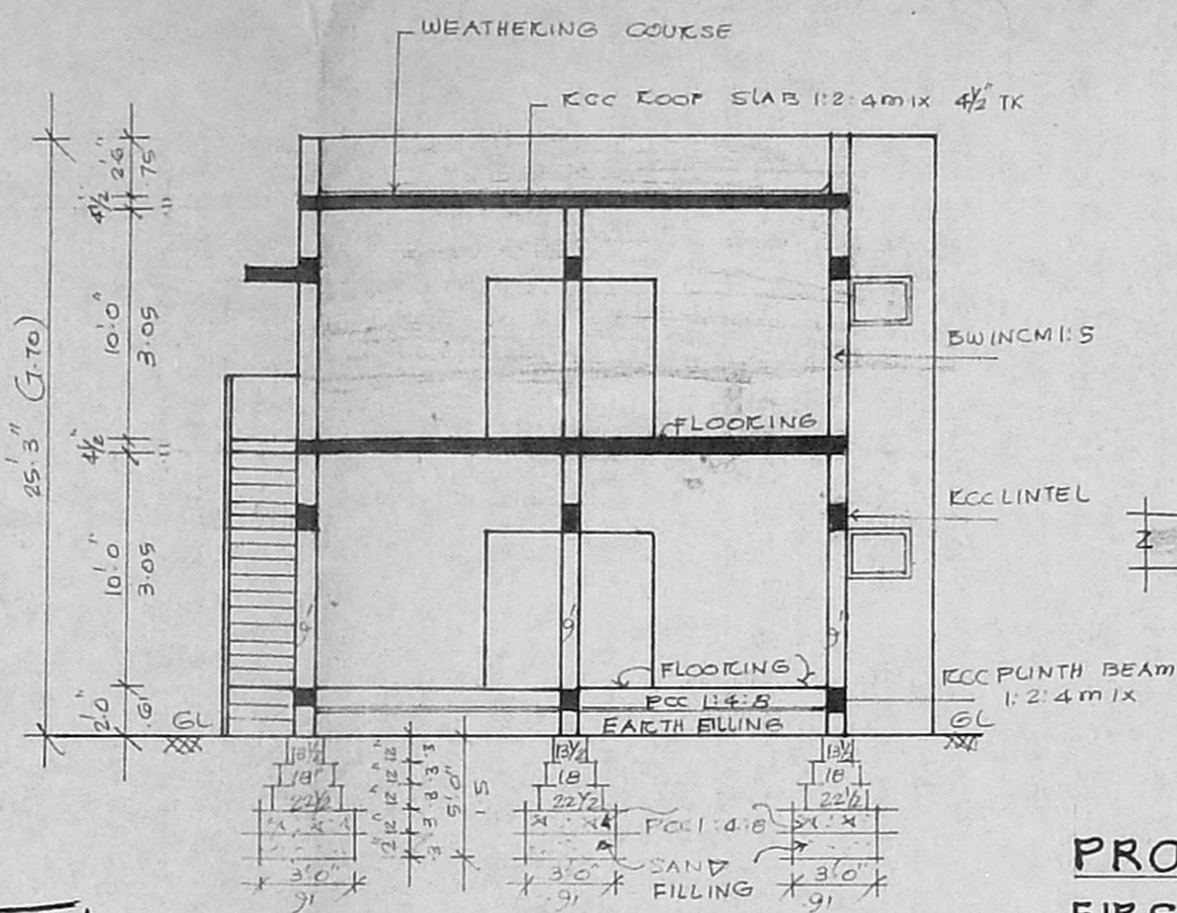 WEATHERING COURSE
RCC ROOF SLAB 1:2:4 mix 4½" TK
2'6"
.75
4½"
.11
10'.0"
3.05
BW IN CM 1:5
25'.3" (7.70)
FLOORING
4½"
.11
RCC LINTEL
Z
10'.0"
3.05
9"
9"
9"
FLOORING
RCC PLINTH BEAM
1:2:4 mix
PCC 1:4:8
2'.0"
.61
GL
EARTH FILLING
GL
13½
13½
13½
18"
18
18
22½
22½
22½
5'.0"
1.5
PCC 1:4:8
SAND
FILLING
3'.0"
3'.0"
3'.0"
.91
.91
.91
PRO
FIRS